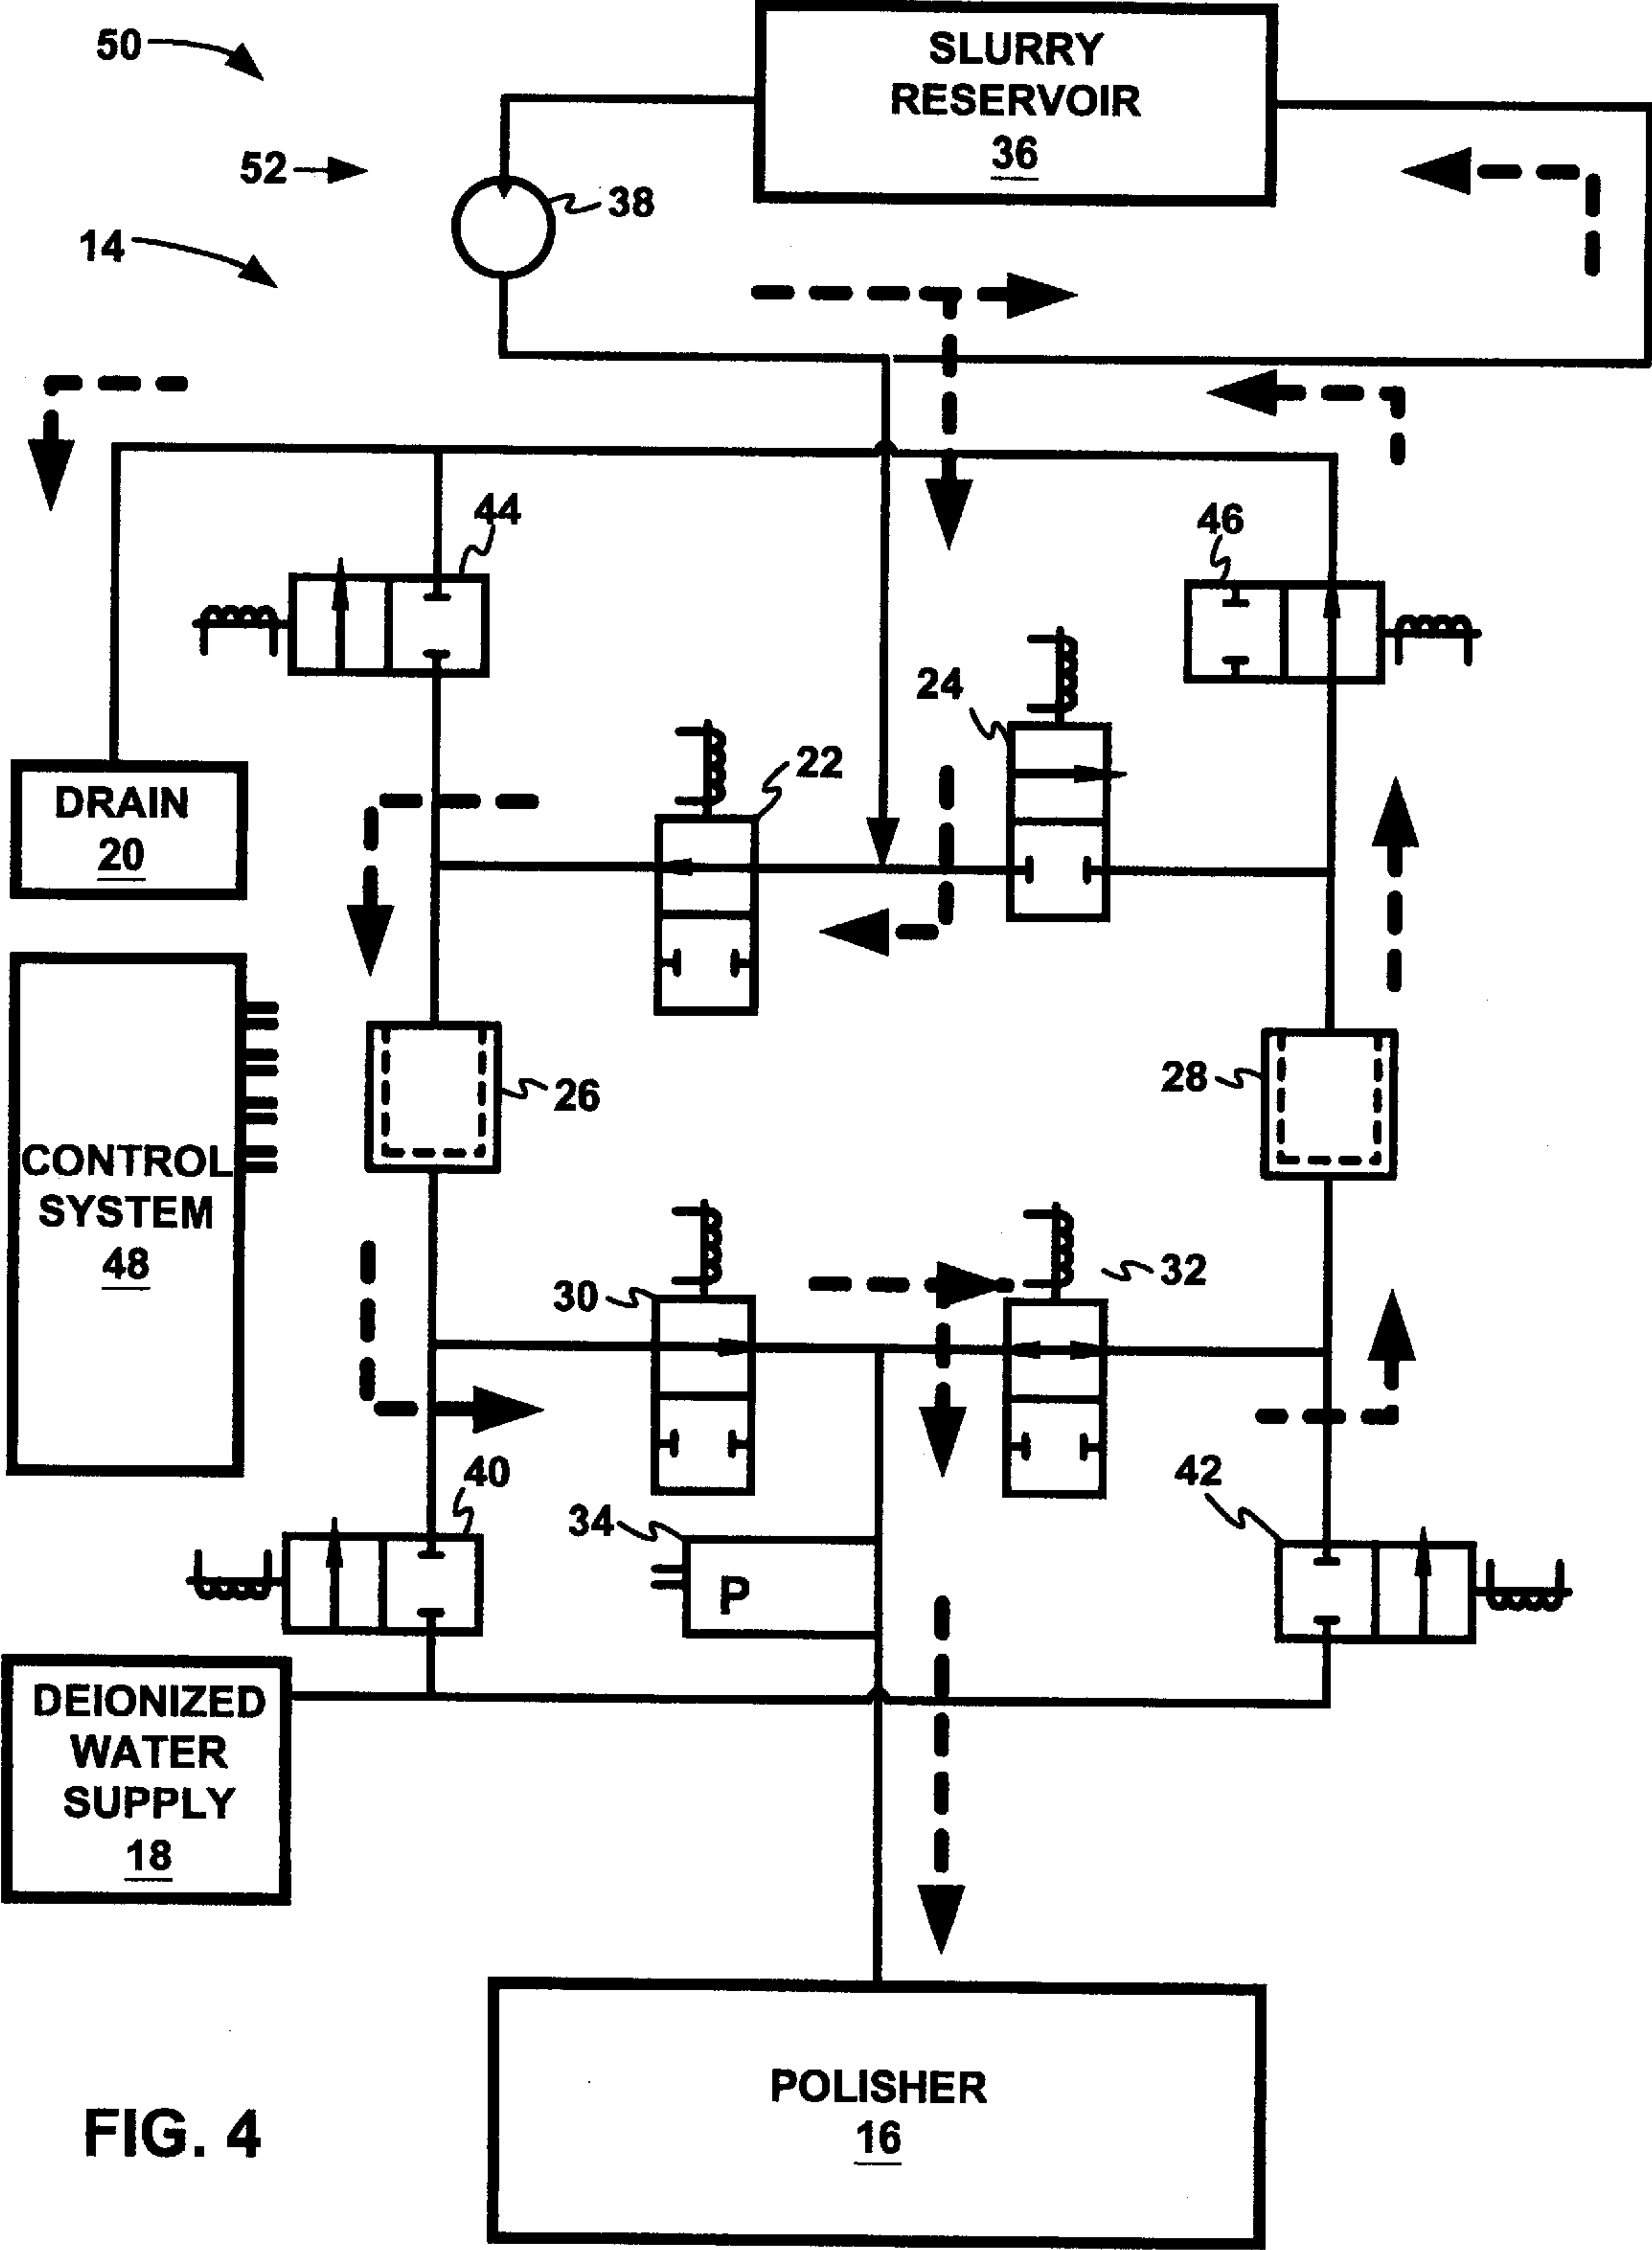 50
SLURRY
RESERVOIR
36
52
38
14
44
46
24
22
DRAIN
20
26
28
CONTROL
SYSTEM
48
30
32
40
42
34
P
DEIONIZED
WATER
SUPPLY
18
POLISHER
16
FIG. 4